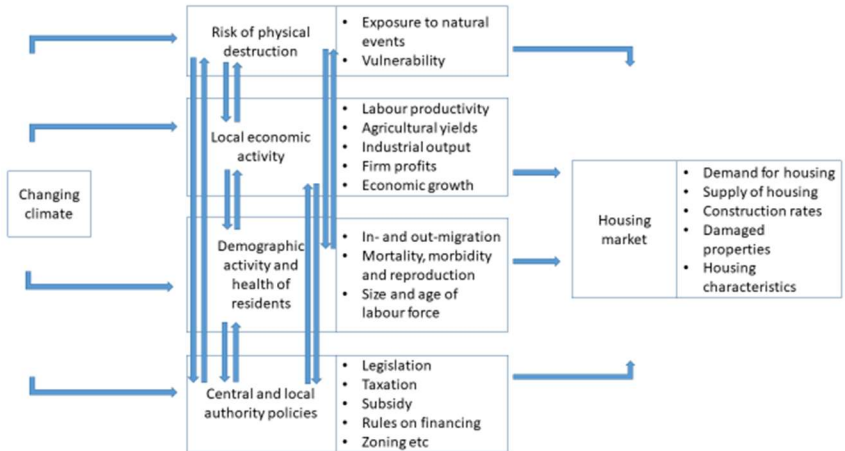 Changing
climate
Risk of physical
destruction
• Exposure to natural
events
• Vulnerability
Local economic
activity
• Labour productivity
• Agricultural yields
• Industrial output
• Firm profits
• Economic growth
Demographic
activity and
health of
residents
• In- and out-migration
• Mortality, morbidity
and reproduction
• Size and age of
labour force
Central and local
authority policies
• Legislation
• Taxation
• Subsidy
• Rules on financing
• Zoning etc
Housing
market
• Demand for housing
• Supply of housing
• Construction rates
• Damaged
properties
• Housing
characteristics